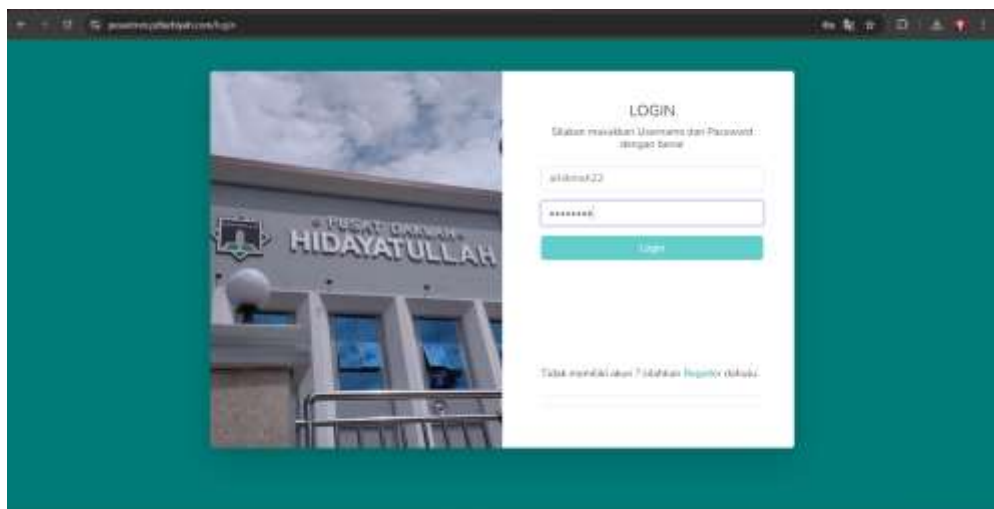 LOGIN
Silakan masukkan Username dan Password
dengan benar
Login
PUSAT DAKWAH
HIDAYATULLAH
Tidak memiliki akun ? silahkan Register dahulu.